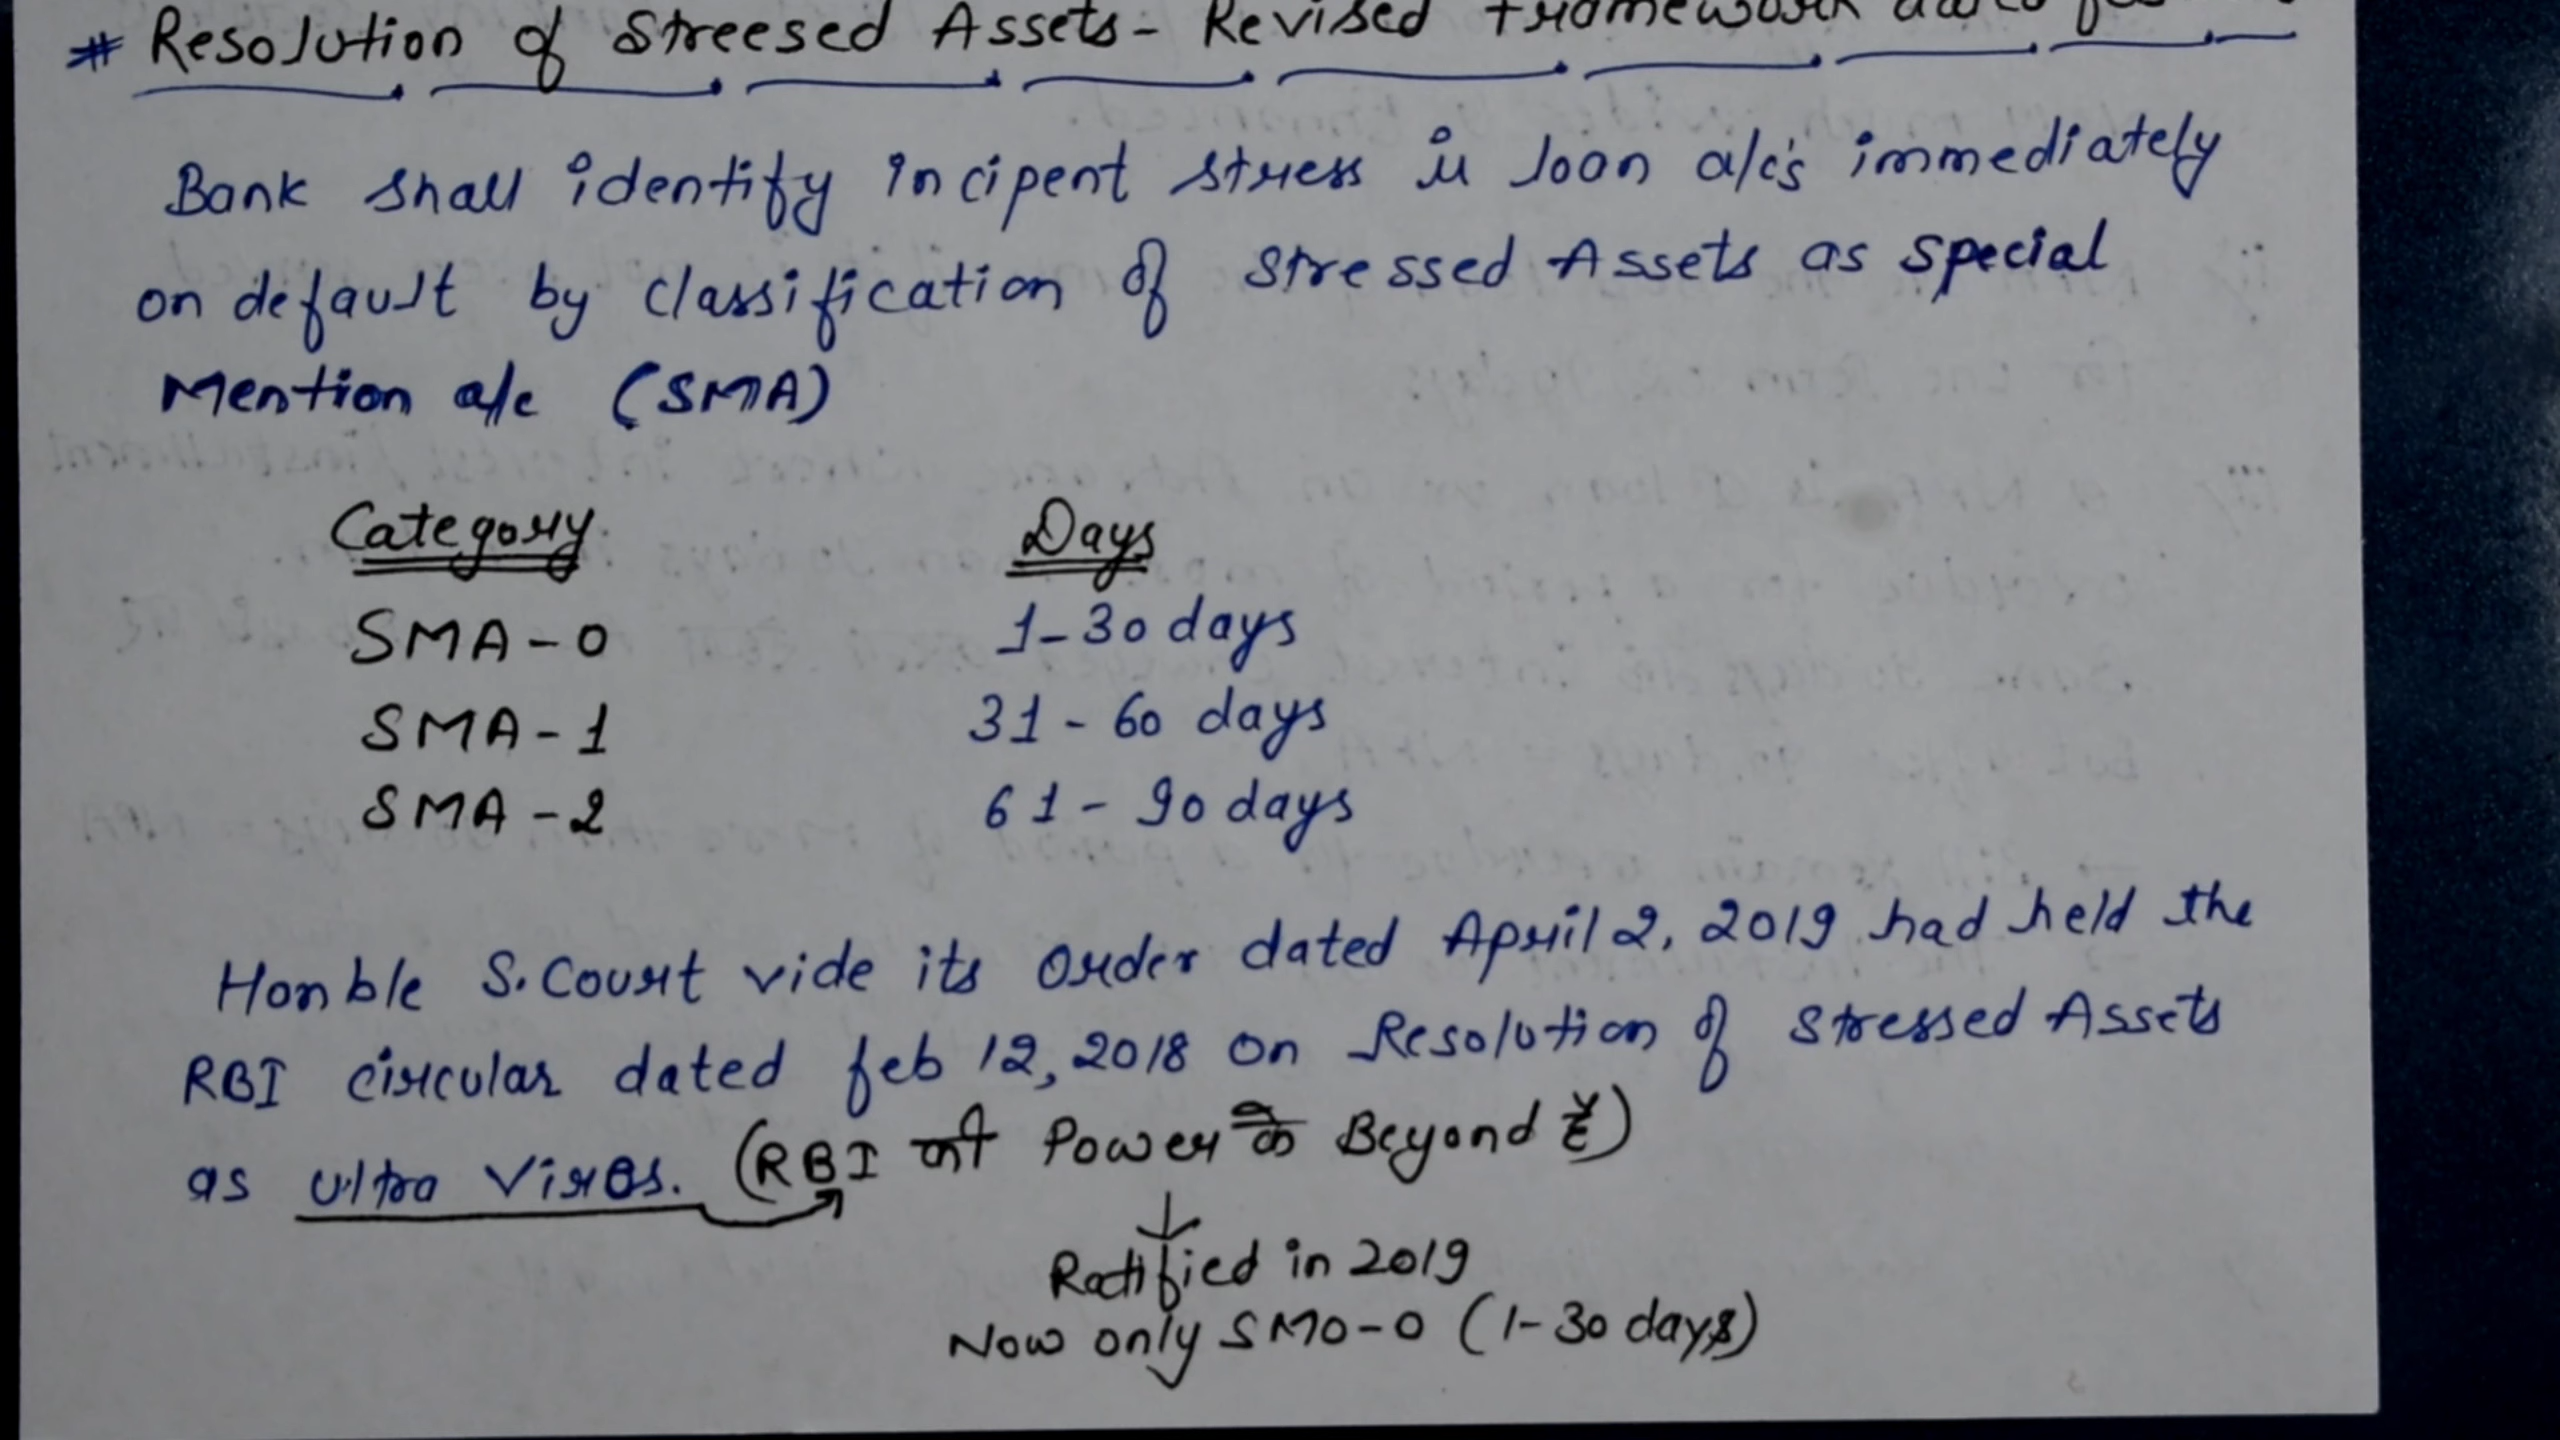 # Resolution of Streesed Assets - Revised framework
Bank shall identify incipent stress in loan a/c's immediately
on default by classification of stressed Assets as special
Mention a/c (SMA)
Category Days
SMA-0 1-30 days
SMA-1 31-60 days
SMA-2 61-90 days
Honble S. Court vide its Order dated April 2, 2019 had held the
RBI circular dated feb 12, 2018 on Resolution of stressed Assets
as ultra Vires. (RBI की Power के Beyond है)
↓
Ratified in 2019
Now only SMO-0 (1-30 days)